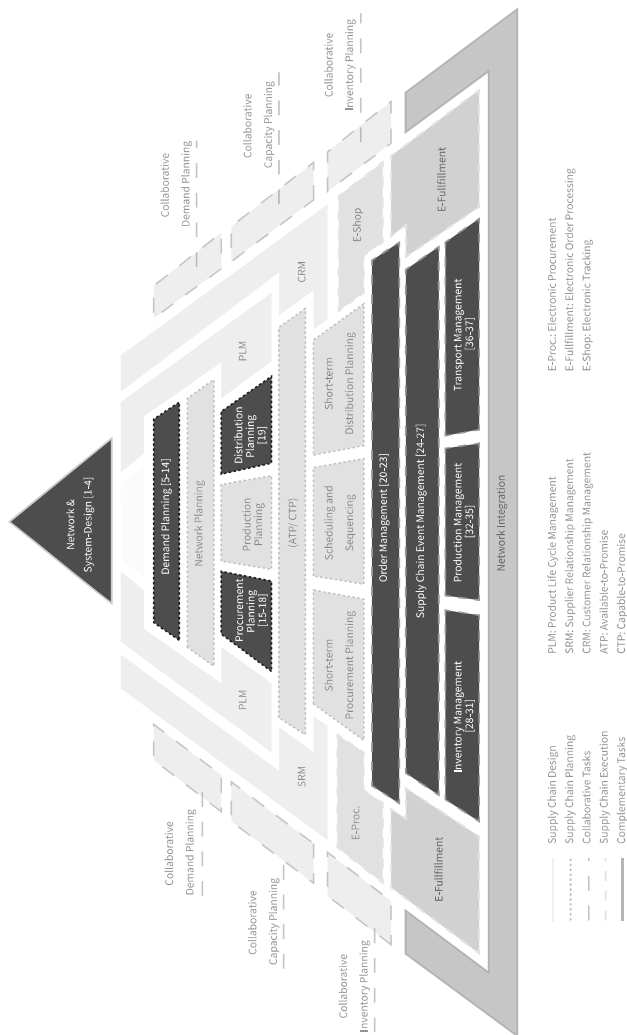 Network &
System-Design [1-4]
Collaborative
Demand Planning
Collaborative
Demand Planning
Demand Planning [5-14]
Network Planning
PLM
Procurement
Planning
[15-18]
Production
Planning
Distribution
Planning
[19]
PLM
Collaborative
Capacity Planning
Collaborative
Capacity Planning
SRM
(ATP/ CTP)
CRM
Short-term
Procurement Planning
Scheduling and
Sequencing
Short-term
Distribution Planning
Collaborative
Inventory Planning
Collaborative
Inventory Planning
E-Proc.
E-Shop
Order Management [20-23]
Supply Chain Event Management [24-27]
E-Fullfillment
E-Fullfillment
Inventory Management
[28-31]
Production Management
[32-35]
Transport Management
[36-37]
Network Integration
Supply Chain Design
Supply Chain Planning
Collaborative Tasks
Supply Chain Execution
Complementary Tasks
PLM: Product Life Cycle Management
SRM: Supplier Relationship Management
CRM: Customer Relationship Management
ATP: Available-to-Promise
CTP: Capable-to-Promise
E-Proc.: Electronic Procurement
E-Fullfillment: Electronic Order Processing
E-Shop: Electronic Tracking